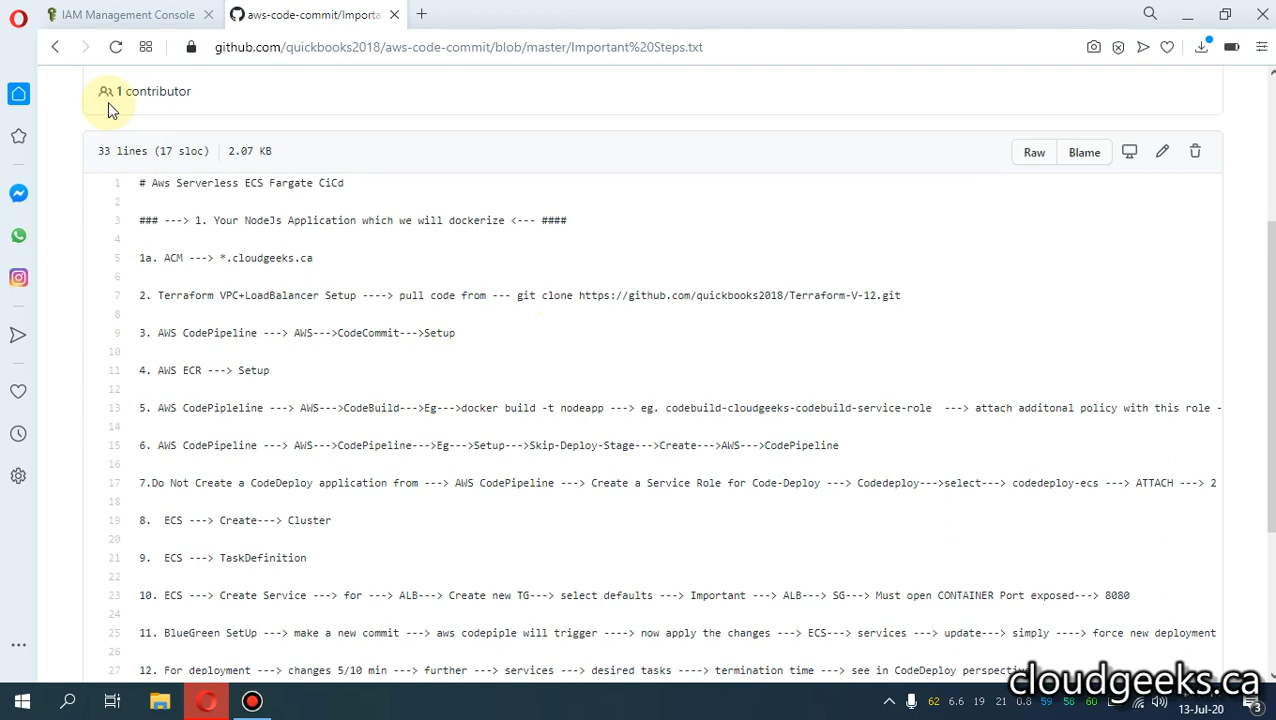 IAM Management Console
aws-code-commit/Importa
github.com/quickbooks2018/aws-code-commit/blob/master/Important%20Steps.txt
1 contributor
33 lines (17 sloc) 2.07 KB
Raw Blame
1 # Aws Serverless ECS Fargate CiCd
2
3 ### ---> 1. Your NodeJs Application which we will dockerize <--- ####
4
5 1a. ACM ---> *.cloudgeeks.ca
6
7 2. Terraform VPC+LoadBalancer Setup ----> pull code from --- git clone https://github.com/quickbooks2018/Terraform-V-12.git
8
9 3. AWS CodePipeline ---> AWS--->CodeCommit--->Setup
10
11 4. AWS ECR ---> Setup
12
13 5. AWS CodePipleline ---> AWS--->CodeBuild--->Eg--->docker build -t nodeapp ---> eg. codebuild-cloudgeeks-codebuild-service-role ---> attach additonal policy with this role -
14
15 6. AWS CodePipeline ---> AWS--->CodePipeline--->Eg--->Setup--->Skip-Deploy-Stage--->Create--->AWS--->CodePipeline
16
17 7.Do Not Create a CodeDeploy application from ---> AWS CodePipeline ---> Create a Service Role for Code-Deploy ---> Codedeploy--->select---> codedeploy-ecs ---> ATTACH ---> 2
18
19 8. ECS ---> Create---> Cluster
20
21 9. ECS ---> TaskDefinition
22
23 10. ECS ---> Create Service ---> for ---> ALB---> Create new TG---> select defaults ---> Important ---> ALB---> SG---> Must open CONTAINER Port exposed---> 8080
24
25 11. BlueGreen SetUp ---> make a new commit ---> aws codepiple will trigger ----> now apply the changes ---> ECS---> services ---> update---> simply ----> force new deployment
26
27 12. For deployment ---> changes 5/10 min ---> further ---> services ---> desired tasks ----> termination time ---> see in CodeDeploy perspecti
cloudgeeks.ca
62 6.6 19 21 0.8 59 58 60
13-Jul-20
3